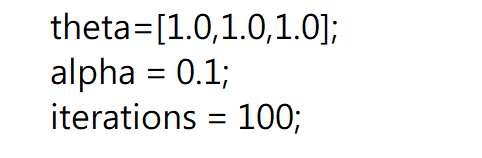 theta=[1.0,1.0,1.0];
alpha = 0.1;
iterations = 100;